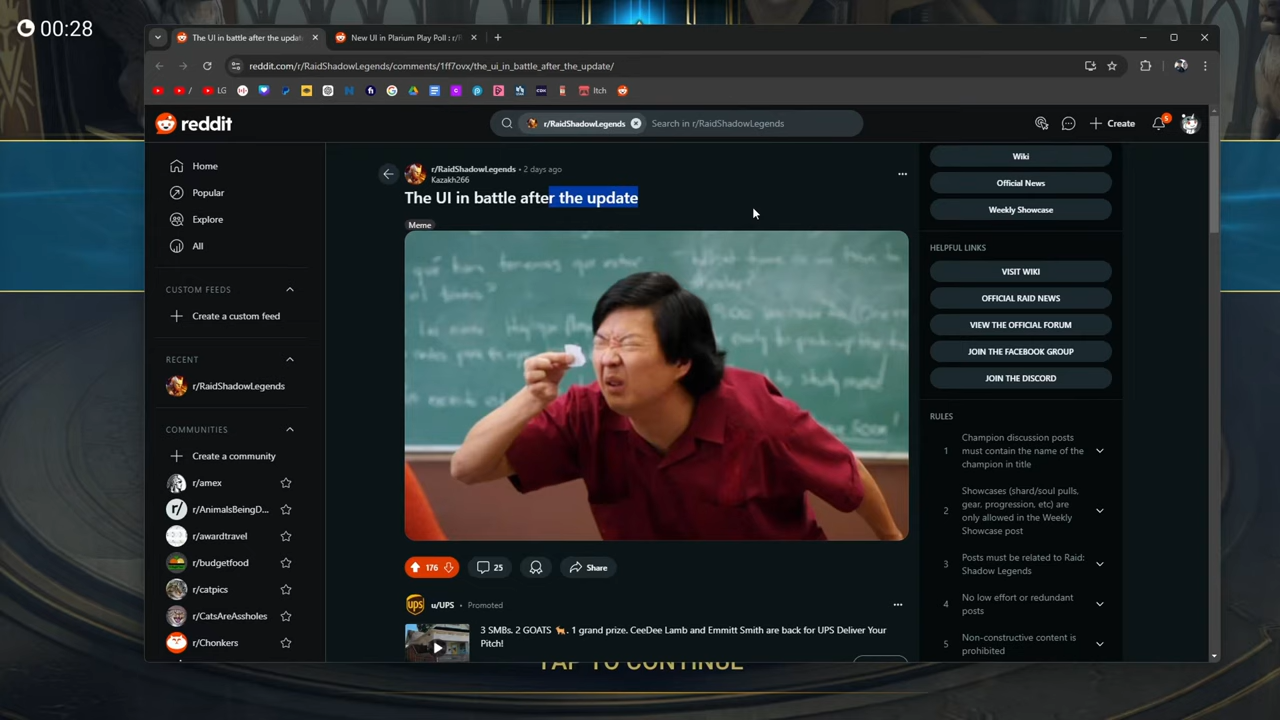 00:28
The UI in battle after the upda
New UI in Plarium Play Poll : r/
reddit.com/r/RaidShadowLegends/comments/1ff7ovx/the_ui_in_battle_after_the_update/
/
LG
Itch
reddit
r/RaidShadowLegends
Search in r/RaidShadowLegends
Create
5
Home
Popular
Explore
All
CUSTOM FEEDS
Create a custom feed
RECENT
r/RaidShadowLegends
COMMUNITIES
Create a community
r/amex
r/AnimalsBeingD...
r/awardtravel
r/budgetfood
r/catpics
r/CatsAreAssholes
r/Chonkers
r/RaidShadowLegends • 2 days ago
Kazakh266
The UI in battle after the update
Meme
176
25
Share
u/UPS • Promoted
3 SMBs. 2 GOATS 🐐. 1 grand prize. CeeDee Lamb and Emmitt Smith are back for UPS Deliver Your
Pitch!
Wiki
Official News
Weekly Showcase
HELPFUL LINKS
VISIT WIKI
OFFICIAL RAID NEWS
VIEW THE OFFICIAL FORUM
JOIN THE FACEBOOK GROUP
JOIN THE DISCORD
RULES
1
Champion discussion posts
must contain the name of the
champion in title
2
Showcases (shard/soul pulls,
gear, progression, etc) are
only allowed in the Weekly
Showcase post
3
Posts must be related to Raid:
Shadow Legends
4
No low effort or redundant
posts
5
Non-constructive content is
prohibited
TAP TO CONTINUE